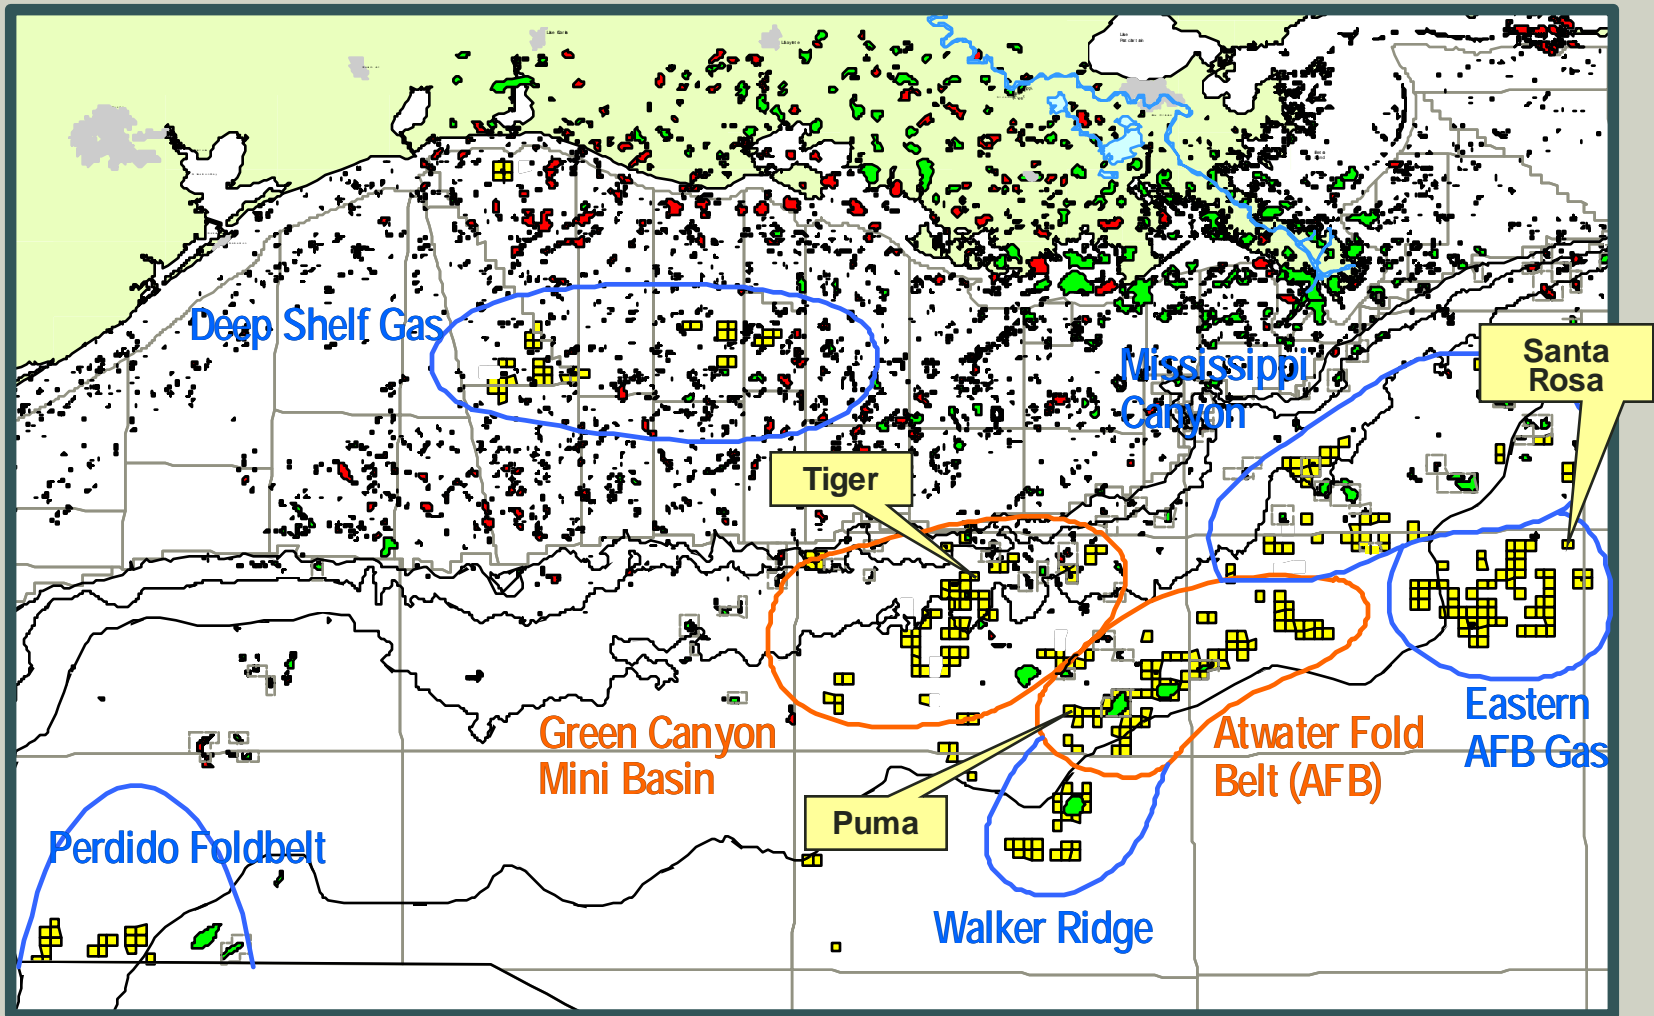 Deep Shelf Gas
Mississippi
Canyon
Santa
Rosa
Tiger
Green Canyon
Mini Basin
Atwater Fold
Belt (AFB)
Eastern
AFB Gas
Puma
Perdido Foldbelt
Walker Ridge